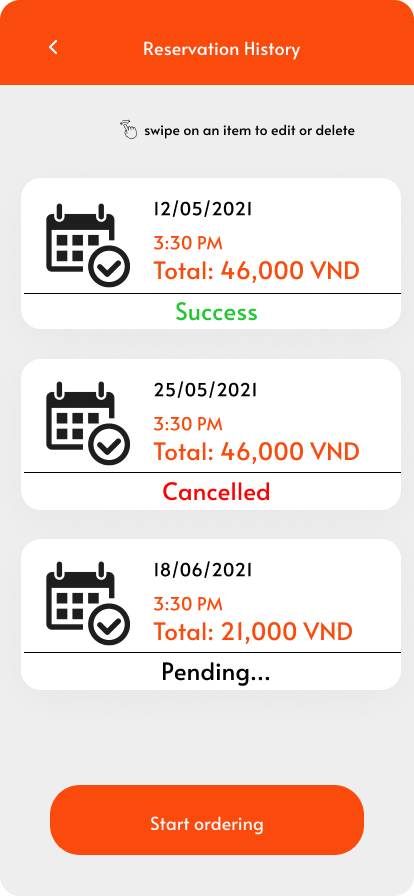 Reservation History
swipe on an item to edit or delete
12/05/2021
3:30 PM
Total: 46,000 VND
Success
25/05/2021
3:30 PM
Total: 46,000 VND
Cancelled
18/06/2021
3:30 PM
Total: 21,000 VND
Pending...
Start ordering